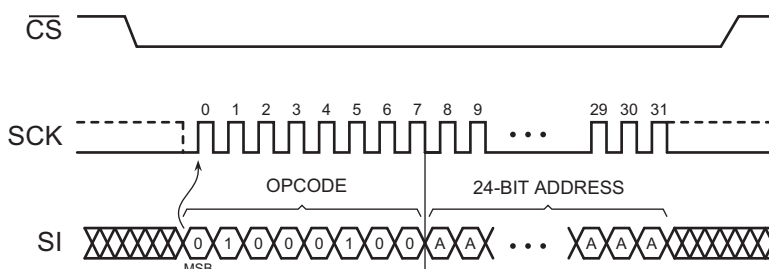 CS
0 1 2 3 4 5 6 7 8 9 29 30 31
SCK
OPCODE 24-BIT ADDRESS
SI 0 1 0 0 0 1 0 0 A A A A A
MSB